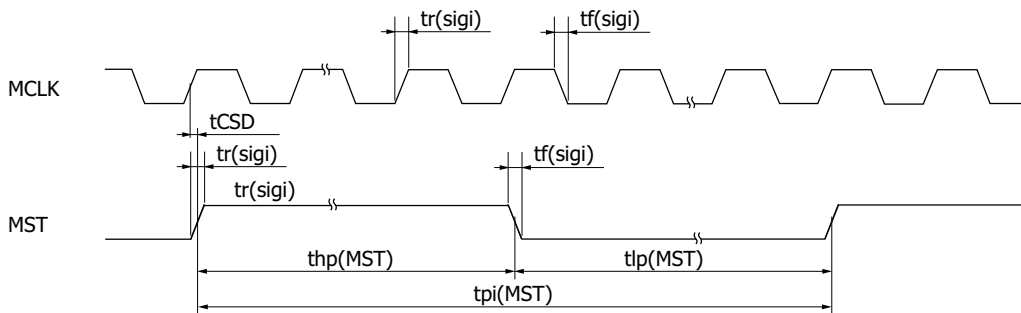 tr(sigi)
tf(sigi)
MCLK
tCSD
tr(sigi)
tf(sigi)
tr(sigi)
MST
thp(MST)
tlp(MST)
tpi(MST)